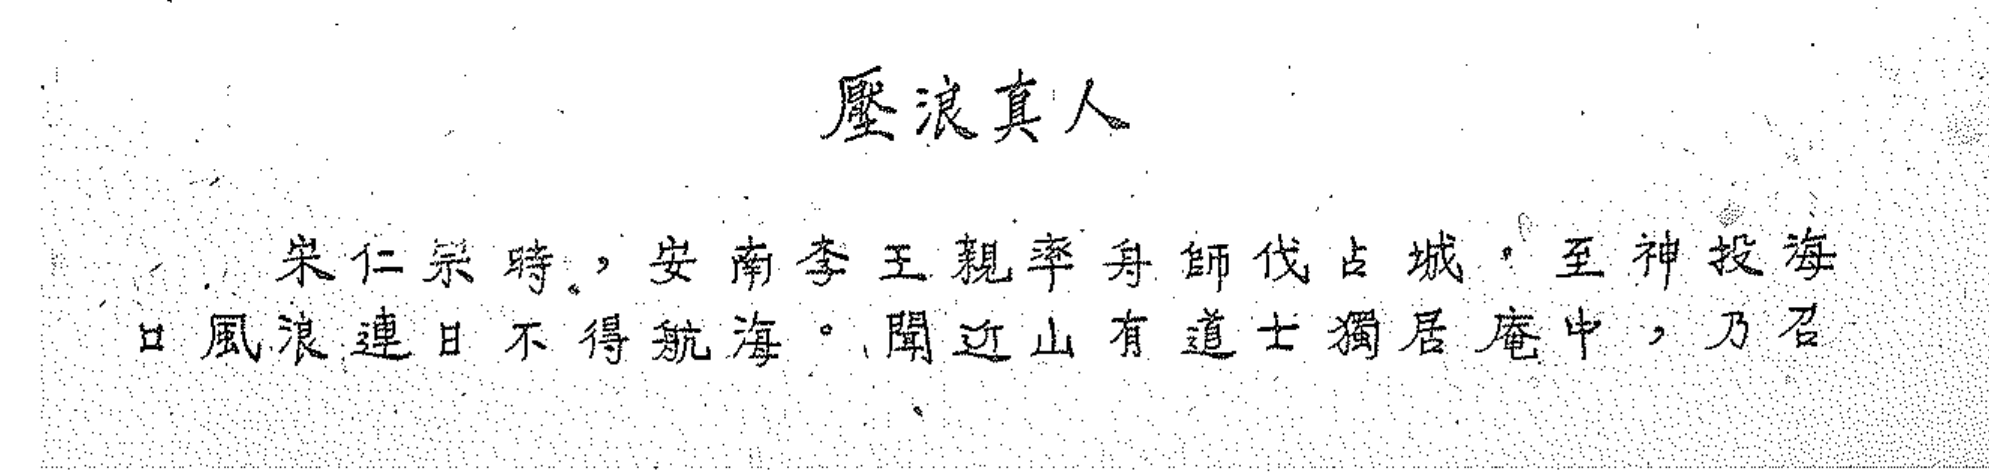 壓浪真人
宋仁宗時，安南李王親率舟師伐占城，至神投海
口風浪連日不得航海。聞近山有道士獨居庵中，乃召